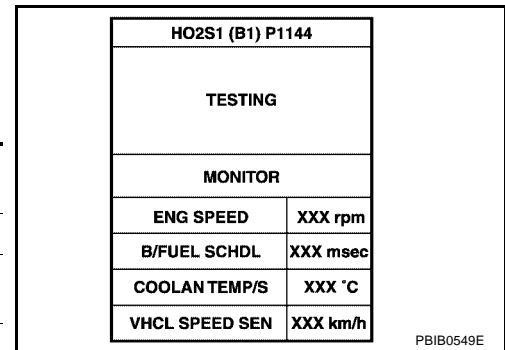 HO2S1 (B1) P1144
TESTING
MONITOR
ENG SPEED XXX rpm
B/FUEL SCHDL XXX msec
COOLAN TEMP/S XXX °C
VHCL SPEED SEN XXX km/h
PBIB0549E